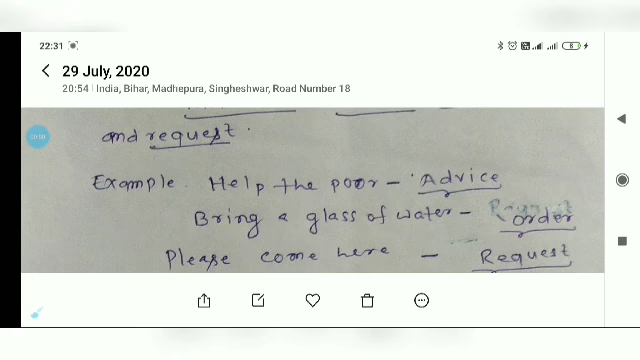 22:31
8
29 July, 2020
20:54 | India, Bihar, Madhepura, Singheshwar, Road Number 18
and request.
Example. Help the poor - Advice
Bring a glass of water - order
Please come here - Request